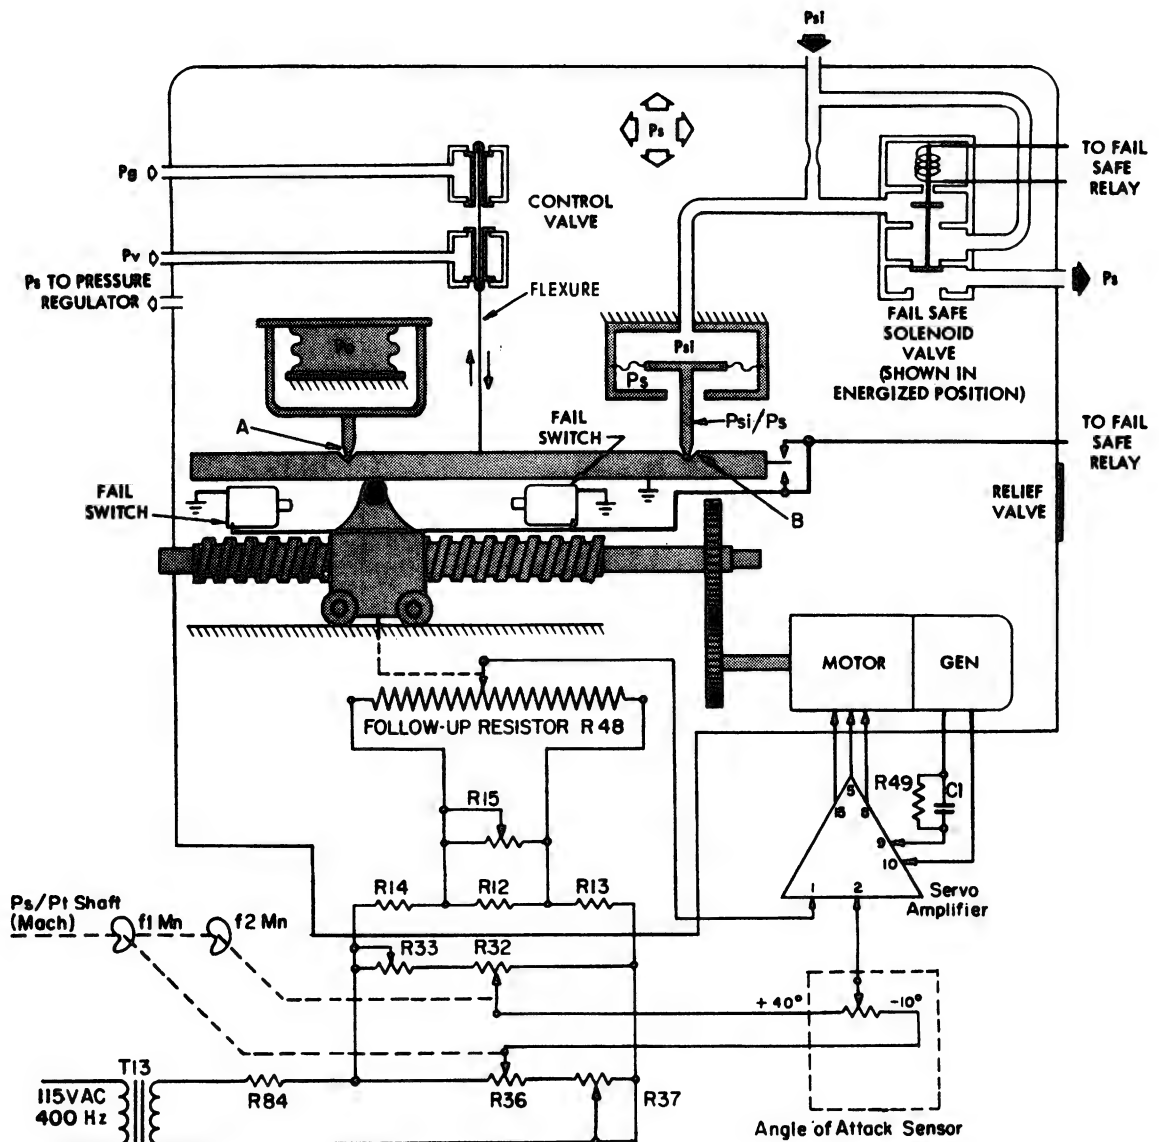 Psi
Ps
TO FAIL
SAFE
RELAY
Pg
CONTROL
VALVE
Pv
Ps TO PRESSURE
REGULATOR
FLEXURE
Ps
FAIL SAFE
SOLENOID
VALVE
(SHOWN IN
ENERGIZED POSITION)
Psi
Ps
Psi/Ps
A
FAIL
SWITCH
TO FAIL
SAFE
RELAY
FAIL
SWITCH
B
RELIEF
VALVE
MOTOR
GEN
FOLLOW-UP RESISTOR R48
R49
C1
R15
5
15
8
9
10
1
2
Servo
Amplifier
R14
R12
R13
Ps/Pt Shaft
(Mach)
f1 Mn
f2 Mn
R33
R32
+40°
-10°
T13
115VAC
400 Hz
R84
R36
R37
Angle of Attack Sensor